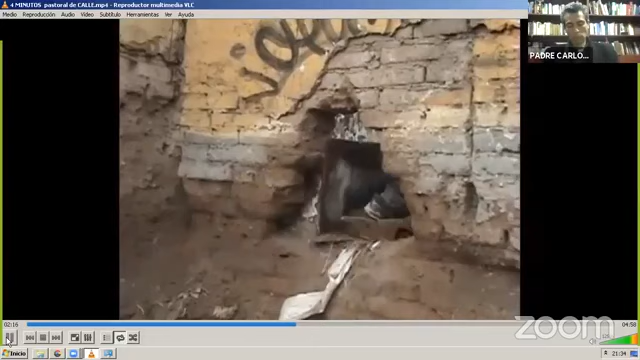 4 MINUTOS pastoral de CALLE.mp4 - Reproductor multimedia VLC
Medio Reproducción Audio Vídeo Subtítulo Herramientas Ver Ayuda
PADRE CARLO...
02:16
04:58
zoom
Inicio
21:04